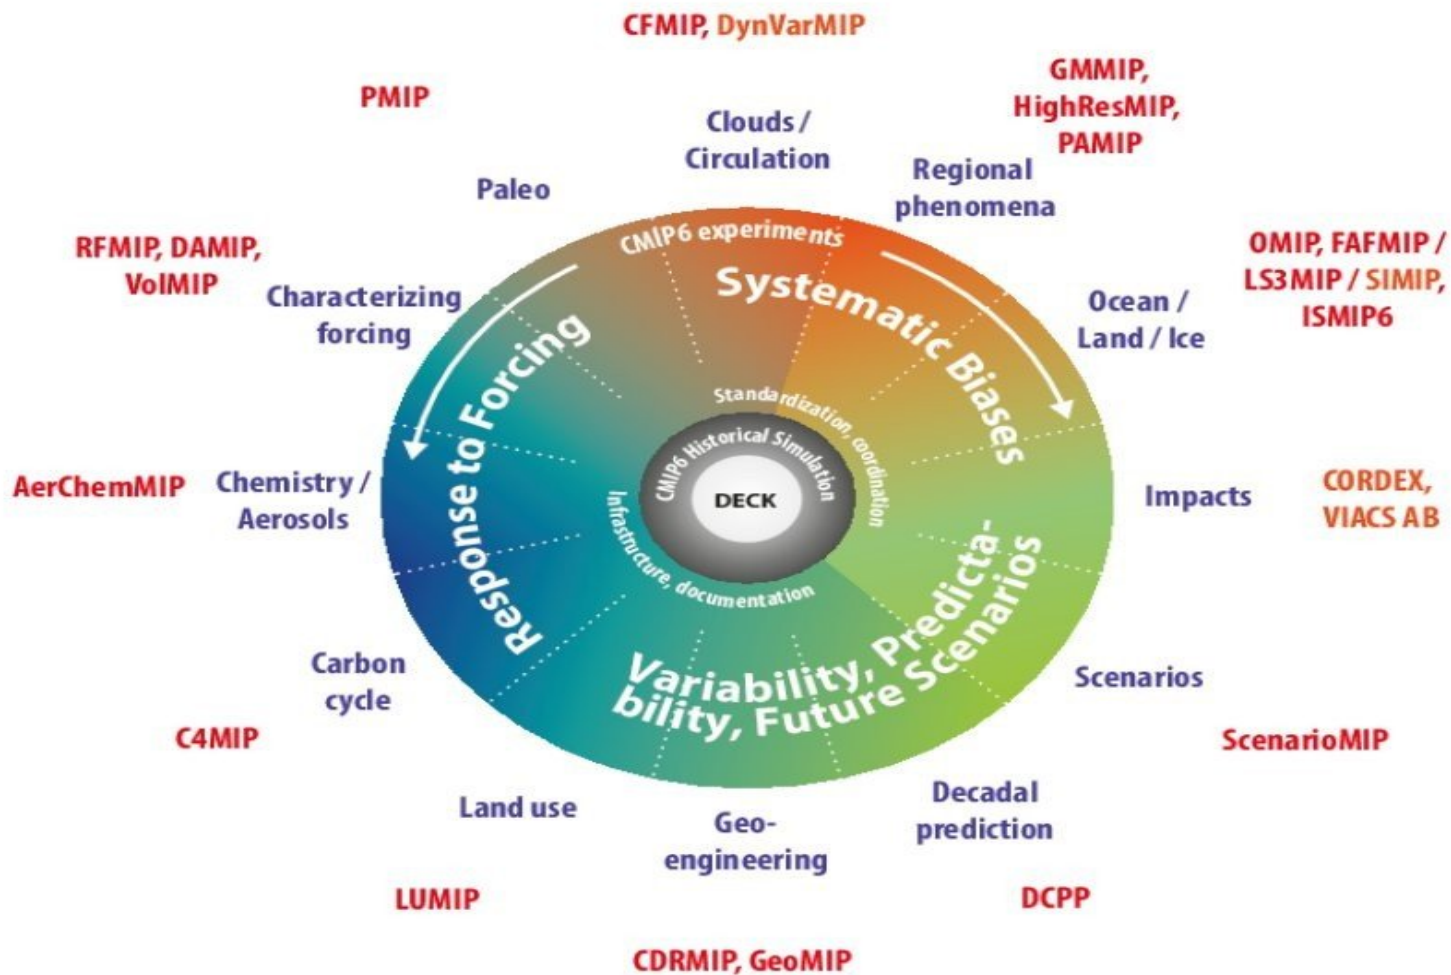 CFMIP, DynVarMIP
PMIP
GMMIP,
HighResMIP,
PAMIP
Clouds /
Circulation
Regional
phenomena
Paleo
RFMIP, DAMIP,
VolMIP
Characterizing
forcing
OMIP, FAFMIP /
LS3MIP / SIMIP,
ISMIP6
Ocean /
Land / Ice
CMIP6 experiments
Systematic Biases
Response to Forcing
Standardization, coordination
CMIP6 Historical Simulation
DECK
Infrastructure, documentation
AerChemMIP
Chemistry /
Aerosols
Impacts
CORDEX,
VIACS AB
Variability, Predicta-
bility, Future Scenarios
Carbon
cycle
C4MIP
Scenarios
ScenarioMIP
Land use
Geo-
engineering
Decadal
prediction
LUMIP
DCPP
CDRMIP, GeoMIP